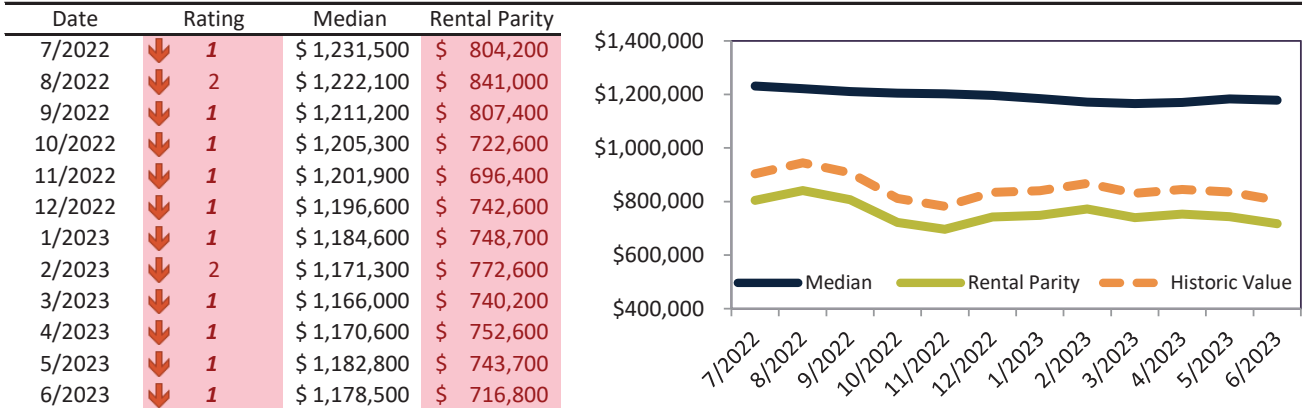 Date Rating Median Rental Parity
7/2022 1 $ 1,231,500 $ 804,200
8/2022 2 $ 1,222,100 $ 841,000
9/2022 1 $ 1,211,200 $ 807,400
10/2022 1 $ 1,205,300 $ 722,600
11/2022 1 $ 1,201,900 $ 696,400
12/2022 1 $ 1,196,600 $ 742,600
1/2023 1 $ 1,184,600 $ 748,700
2/2023 2 $ 1,171,300 $ 772,600
3/2023 1 $ 1,166,000 $ 740,200
4/2023 1 $ 1,170,600 $ 752,600
5/2023 1 $ 1,182,800 $ 743,700
6/2023 1 $ 1,178,500 $ 716,800
$1,400,000
$1,200,000
$1,000,000
$800,000
$600,000
$400,000
Median Rental Parity Historic Value
7/2022 8/2022 9/2022 10/2022 11/2022 12/2022 1/2023 2/2023 3/2023 4/2023 5/2023 6/2023